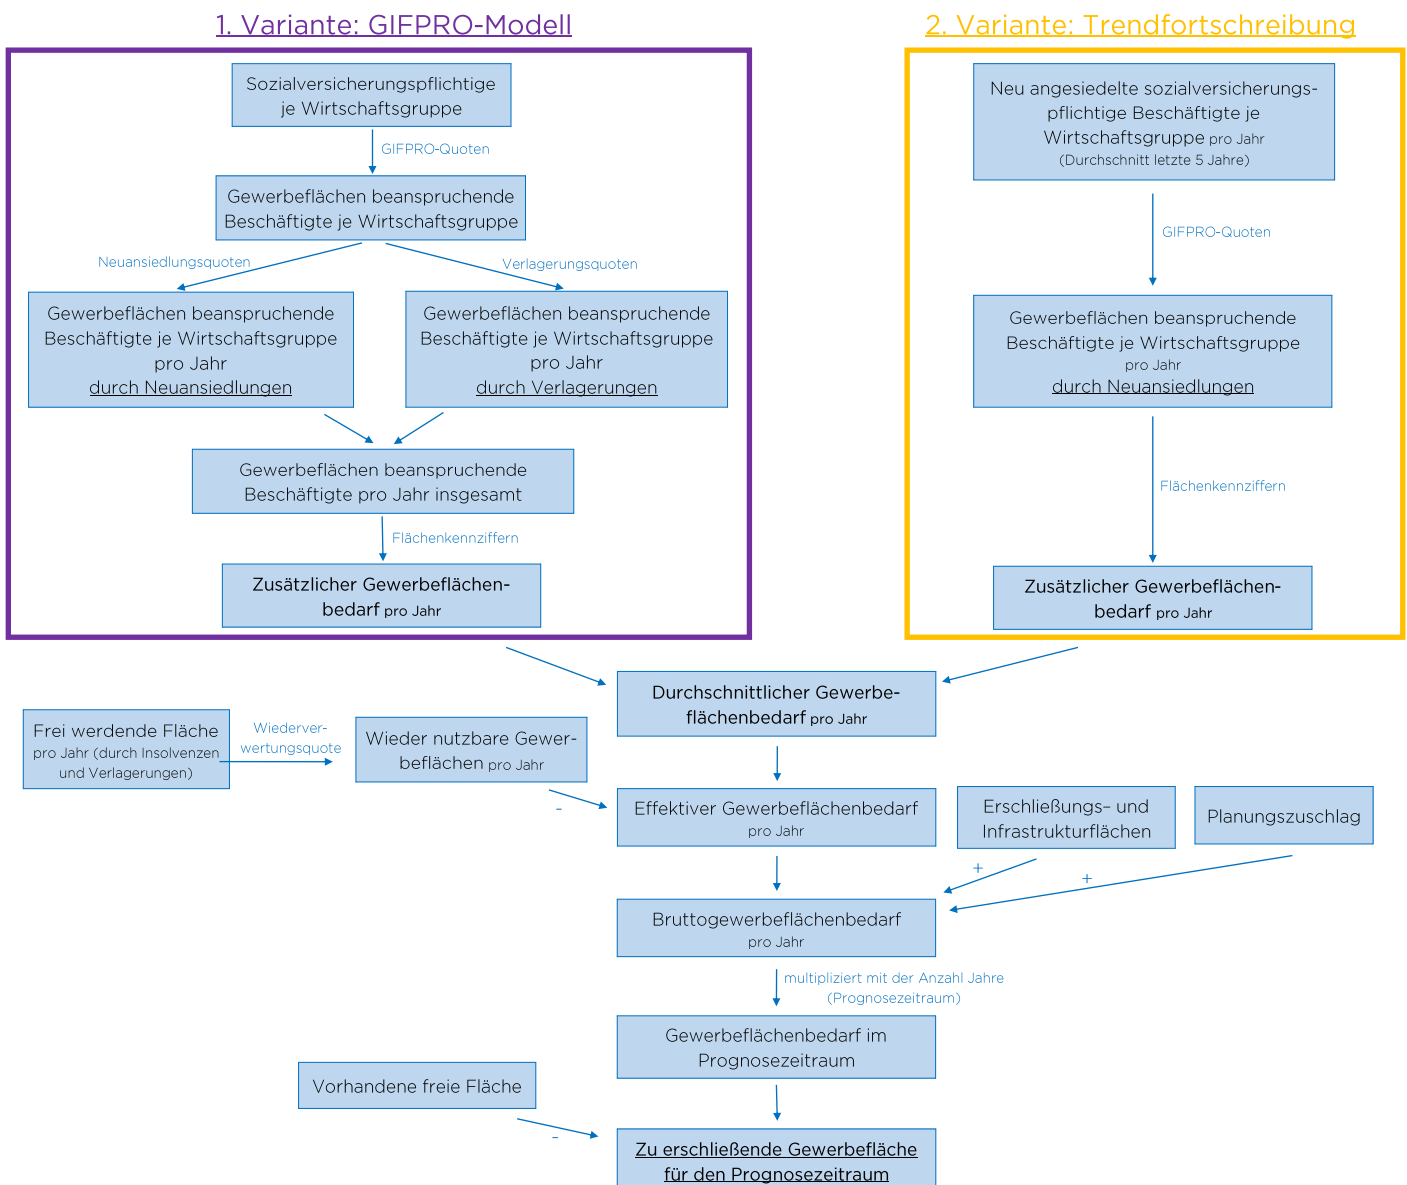 1. Variante: GIFPRO-Modell
Sozialversicherungspflichtige
je Wirtschaftsgruppe
GIFPRO-Quoten
Gewerbeflächen beanspruchende
Beschäftigte je Wirtschaftsgruppe
Neuansiedlungsquoten
Verlagerungsquoten
Gewerbeflächen beanspruchende
Beschäftigte je Wirtschaftsgruppe
pro Jahr
durch Neuansiedlungen
Gewerbeflächen beanspruchende
Beschäftigte je Wirtschaftsgruppe
pro Jahr
durch Verlagerungen
Gewerbeflächen beanspruchende
Beschäftigte pro Jahr insgesamt
Flächenkennziffern
Zusätzlicher Gewerbeflächen-
bedarf pro Jahr
2. Variante: Trendfortschreibung
Neu angesiedelte sozialversicherungs-
pflichtige Beschäftigte je
Wirtschaftsgruppe pro Jahr
(Durchschnitt letzte 5 Jahre)
GIFPRO-Quoten
Gewerbeflächen beanspruchende
Beschäftigte je Wirtschaftsgruppe
pro Jahr
durch Neuansiedlungen
Flächenkennziffern
Zusätzlicher Gewerbeflächen-
bedarf pro Jahr
Durchschnittlicher Gewerbe-
flächenbedarf pro Jahr
Frei werdende Fläche
pro Jahr (durch Insolvenzen
und Verlagerungen)
Wiederver-
wertungsquote
Wieder nutzbare Gewer-
beflächen pro Jahr
-
Effektiver Gewerbeflächenbedarf
pro Jahr
Erschließungs- und
Infrastrukturflächen
Planungszuschlag
+
+
Bruttogewerbeflächenbedarf
pro Jahr
multipliziert mit der Anzahl Jahre
(Prognosezeitraum)
Gewerbeflächenbedarf im
Prognosezeitraum
Vorhandene freie Fläche
-
Zu erschließende Gewerbefläche
für den Prognosezeitraum